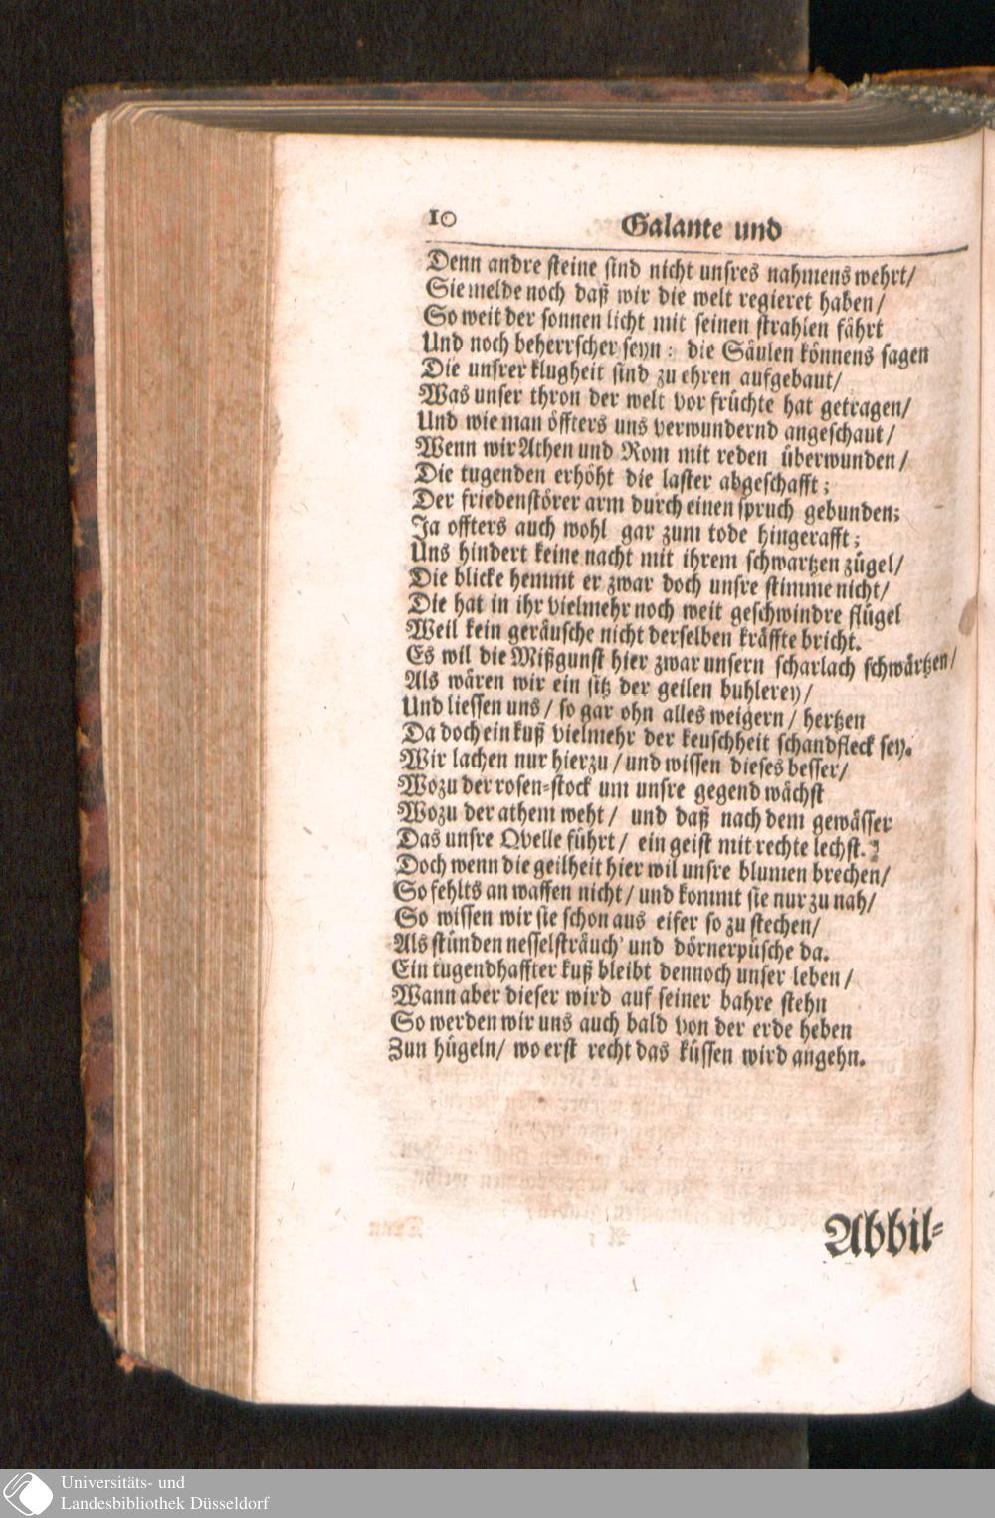 10 Galante und
Denn andre steine sind nicht unsres nahmens wehrt/
Sie melde noch daß wir die welt regieret haben/
So weit der sonnen licht mit seinen strahlen fährt
Und noch beherrscher seyn: die Säulen können s sagen
Die unsrer klugheit sind zu ehren aufgebaut/
Was unser thron der welt vor früchte hat getragen/
Und wie man öffters uns verwundernd angeschaut/
Wenn wir Athen und Rom mit reden überwunden/
Die tugenden erhöht die laster abgeschafft;
Der friedenstörer arm durch einen spruch gebunden;
Ja offters auch wohl gar zum tode hingerafft;
Uns hindert keine nacht mit ihrem schwartzen zügel/
Die blicke hemmt er zwar doch unsre stimme nicht/
Die hat in ihr vielmehr noch weit geschwindre flügel
Weil kein geräusche nicht derselben kräffte bricht.
Es wil die Mißgunst hier zwar unsern scharlach schwärtzen/
Als wären wir ein sitz der geilen buhlerey/
Und liessen uns/ so gar ohn alles weigern/ hertzen
Da doch ein kuß vielmehr der keuschheit schandfleck sey.
Wir lachen nur hierzu/ und wissen dieses besser/
Wozu der rosen-stock um unsre gegend wächst
Wozu der athem weht/ und daß nach dem gewässer
Das unsre Qvelle führt/ ein geist mit rechte lechst.
Doch wenn die geilheit hier wil unsre blumen brechen/
So fehlts an waffen nicht/ und kommt sie nur zu nah/
So wissen wir sie schon aus eifer so zu stechen/
Als stünden nesselsträuch' und dörnerpüsche da.
Ein tugendhaffter kuß bleibt dennoch unser leben/
Wann aber dieser wird auf seiner bahre stehn
So werden wir uns auch bald von der erde heben
Zun hügeln/ wo erst recht das küssen wird angehn.
Abbil-
Universitäts- und
Landesbibliothek Düsseldorf